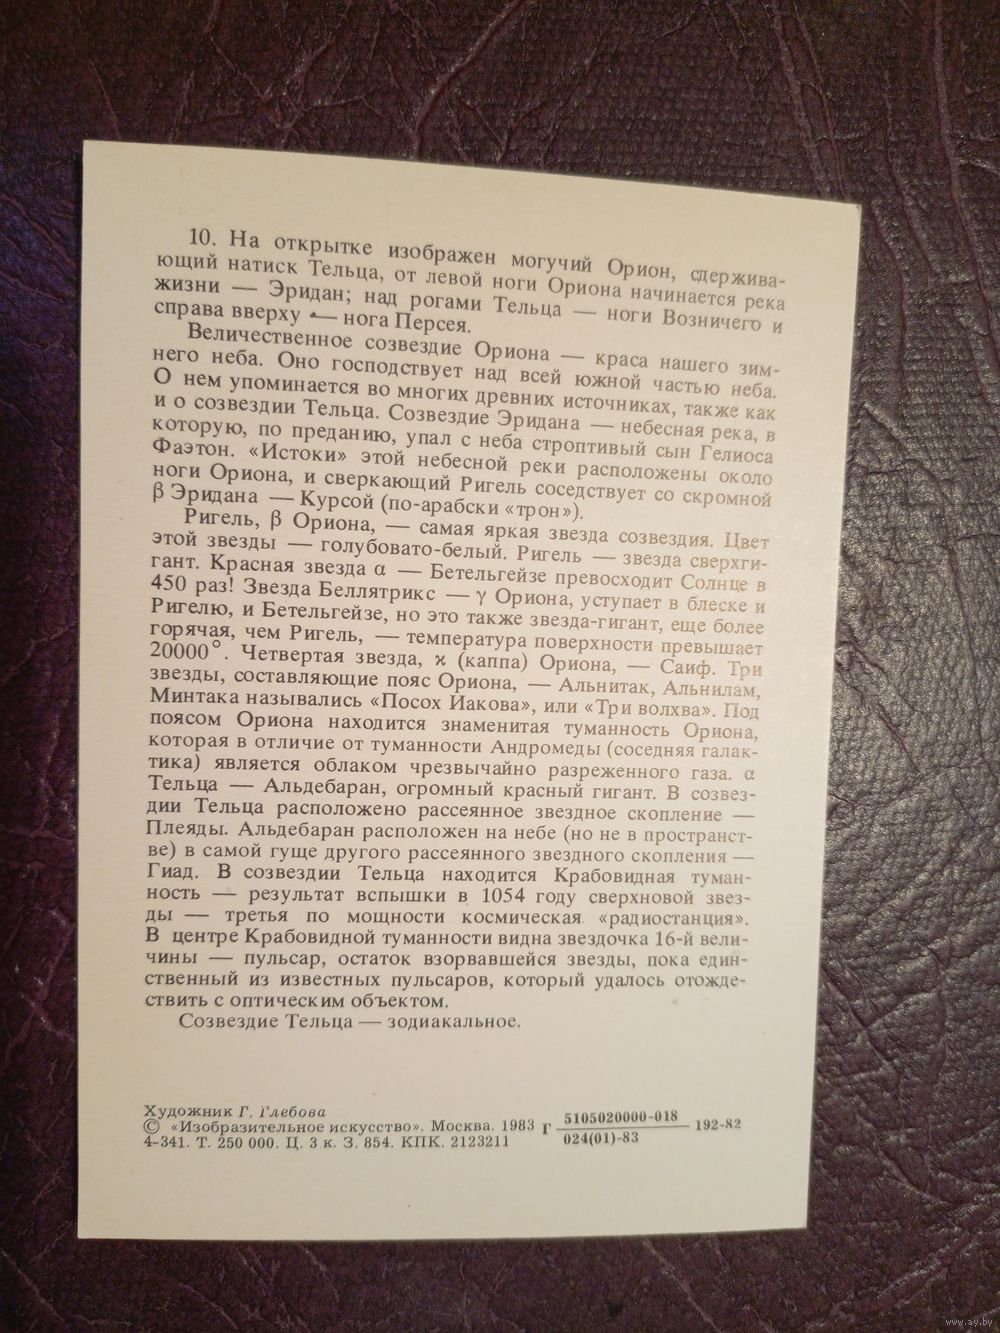 10. На открытке изображен могучий Орион, сдержива-
ющий натиск Тельца, от левой ноги Ориона начинается река
жизни — Эридан; над рогами Тельца — ноги Возничего и
справа вверху — нога Персея.
Величественное созвездие Ориона — краса нашего зим-
него неба. Оно господствует над всей южной частью неба.
О нем упоминается во многих древних источниках, также как
и о созвездии Тельца. Созвездие Эридана — небесная река, в
которую, по преданию, упал с неба строптивый сын Гелиоса
Фаэтон. «Истоки» этой небесной реки расположены около
ноги Ориона, и сверкающий Ригель соседствует со скромной
β Эридана — Курсой (по-арабски «трон»).
Ригель, β Ориона, — самая яркая звезда созвездия. Цвет
этой звезды — голубовато-белый. Ригель — звезда сверхги-
гант. Красная звезда α — Бетельгейзе превосходит Солнце в
450 раз! Звезда Беллятрикс — γ Ориона, уступает в блеске и
Ригелю, и Бетельгейзе, но это также звезда-гигант, еще более
горячая, чем Ригель, — температура поверхности превышает
20000°. Четвертая звезда, ϰ (каппа) Ориона, — Саиф. Три
звезды, составляющие пояс Ориона, — Альнитак, Альнилам,
Минтака назывались «Посох Иакова», или «Три волхва». Под
поясом Ориона находится знаменитая туманность Ориона,
которая в отличие от туманности Андромеды (соседняя галак-
тика) является облаком чрезвычайно разреженного газа. α
Тельца — Альдебаран, огромный красный гигант. В созвез-
дии Тельца расположено рассеянное звездное скопление —
Плеяды. Альдебаран расположен на небе (но не в пространст-
ве) в самой гуще другого рассеянного звездного скопления —
Гиад. В созвездии Тельца находится Крабовидная туман-
ность — результат вспышки в 1054 году сверхновой звез-
ды — третья по мощности космическая «радиостанция».
В центре Крабовидной туманности видна звездочка 16-й вели-
чины — пульсар, остаток взорвавшейся звезды, пока един-
ственный из известных пульсаров, который удалось отожде-
ствить с оптическим объектом.
Созвездие Тельца — зодиакальное.
Художник Г. Глебова
© «Изобразительное искусство». Москва. 1983
4-341. Т. 250 000. Ц. 3 к. З. 854. КПК. 2123211
Г 5105020000-018
024(01)-83
192-82
www.ay.by